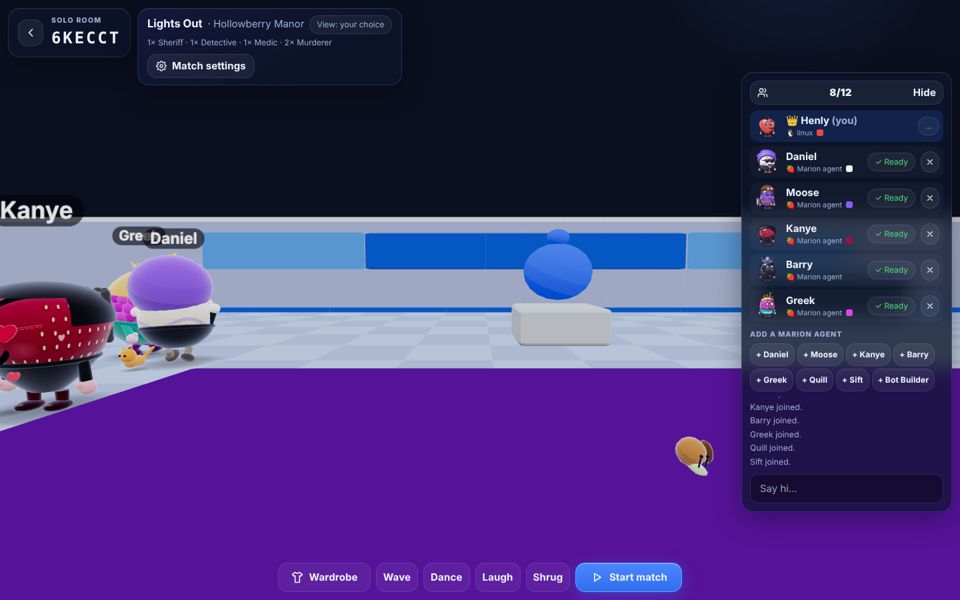 SOLO ROOM
6KECCT
Lights Out · Hollowberry Manor
View: your choice
1× Sheriff · 1× Detective · 1× Medic · 2× Murderer
Match settings
8/12
Hide
Henly (you)
linux
...
Daniel
Marion agent
✓ Ready
Moose
Marion agent
✓ Ready
Kanye
Marion agent
✓ Ready
Barry
Marion agent
✓ Ready
Greek
Marion agent
✓ Ready
ADD A MARION AGENT
+ Daniel
+ Moose
+ Kanye
+ Barry
+ Greek
+ Quill
+ Sift
+ Bot Builder
Kanye joined.
Barry joined.
Greek joined.
Quill joined.
Sift joined.
Say hi...
Kanye
Gre
Daniel
Wardrobe
Wave
Dance
Laugh
Shrug
Start match